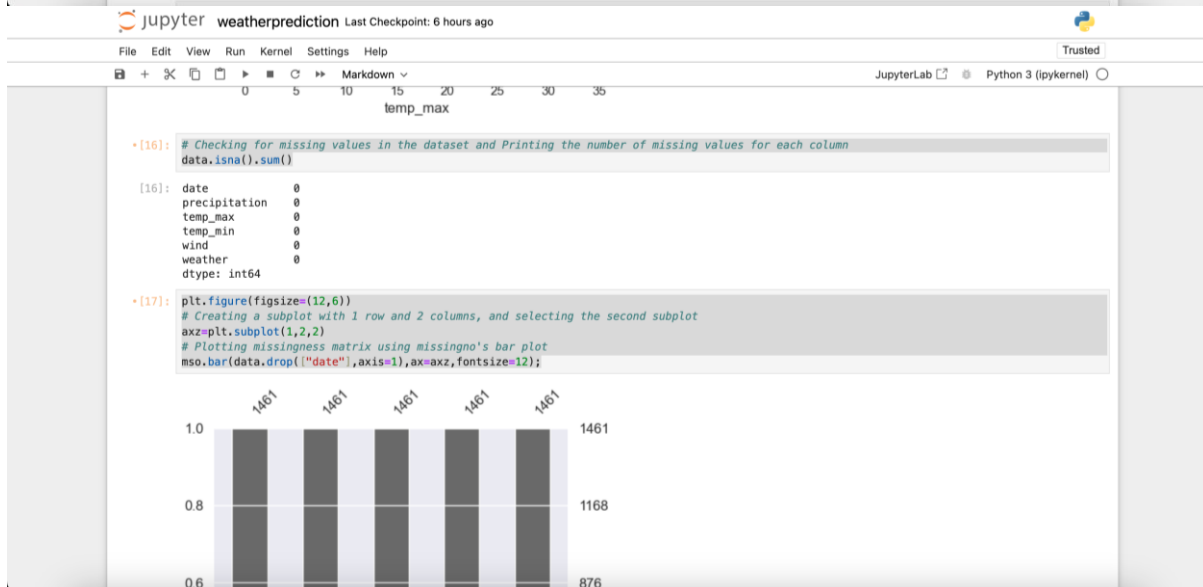 jupyter weatherprediction Last Checkpoint: 6 hours ago
File Edit View Run Kernel Settings Help Trusted
Markdown JupyterLab Python 3 (ipykernel)
0 5 10 15 20 25 30 35
temp_max
[16]: # Checking for missing values in the dataset and Printing the number of missing values for each column
data.isna().sum()
[16]: date 0
precipitation 0
temp_max 0
temp_min 0
wind 0
weather 0
dtype: int64
[17]: plt.figure(figsize=(12,6))
# Creating a subplot with 1 row and 2 columns, and selecting the second subplot
axz=plt.subplot(1,2,2)
# Plotting missingness matrix using missingno's bar plot
mso.bar(data.drop(["date"],axis=1),ax=axz,fontsize=12);
1461 1461 1461 1461 1461
1.0 1461
0.8 1168
0.6 876